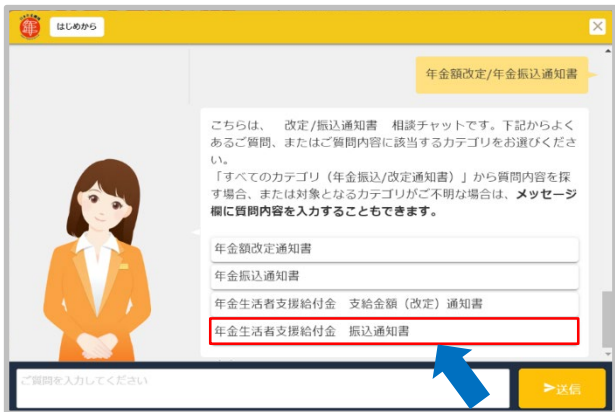 はじめから
年金額改定/年金振込通知書
こちらは、　改定/振込通知書　相談チャットです。下記からよく
あるご質問、またはご質問内容に該当するカテゴリをお選びくださ
い。
「すべてのカテゴリ（年金振込/改定通知書）」から質問内容を探
す場合、または対象となるカテゴリがご不明な場合は、メッセージ
欄に質問内容を入力することもできます。
年金額改定通知書
年金振込通知書
年金生活者支援給付金　支給金額（改定）通知書
年金生活者支援給付金　振込通知書
ご質問を入力してください
送信